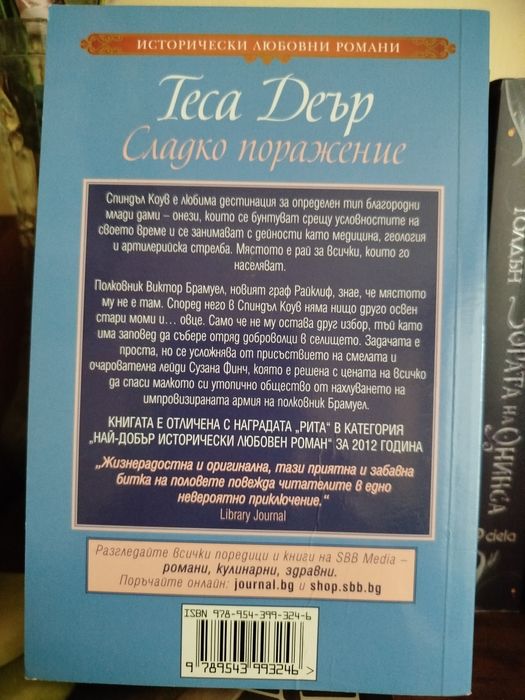 ИСТОРИЧЕСКИ ЛЮБОВНИ РОМАНИ
Теса Деър
Сладко поражение
Спиндъл Коув е любима дестинация за определен тип благородни
млади дами – онези, които се бунтуват срещу условностите на
своето време и се занимават с дейности като медицина, геология
и артилерийска стрелба. Мястото е рай за всички, които го
населяват.
Полковник Виктор Брамуел, новият граф Райклиф, знае, че мястото
му не е там. Според него в Спиндъл Коув няма нищо друго освен
стари моми и... овце. Само че не му остава друг избор, тъй като
има заповед да събере отряд доброволци в селището. Задачата е
проста, но се усложнява от присъствието на смелата и
очарователна лейди Сузана Финч, която е решена с цената на всичко
да спаси малкото си утопично общество от нахлуването на
импровизираната армия на полковник Брамуел.
КНИГАТА Е ОТЛИЧЕНА С НАГРАДАТА „РИТА“ В КАТЕГОРИЯ
„НАЙ-ДОБЪР ИСТОРИЧЕСКИ ЛЮБОВЕН РОМАН“ ЗА 2012 ГОДИНА
„Жизнерадостна и оригинална, тази приятна и забавна
битка на половете повежда читателите в едно
невероятно приключение.“
Library Journal
Разгледайте всички поредици и книги на SBB Media –
романи, кулинарни, здравни.
Поръчайте онлайн: journal.bg и shop.sbb.bg
ISBN 978-954-399-324-6
9 789543 993246 >
ГОЛДЪН
ЗОГАТА НА ОНИКСА
ciela